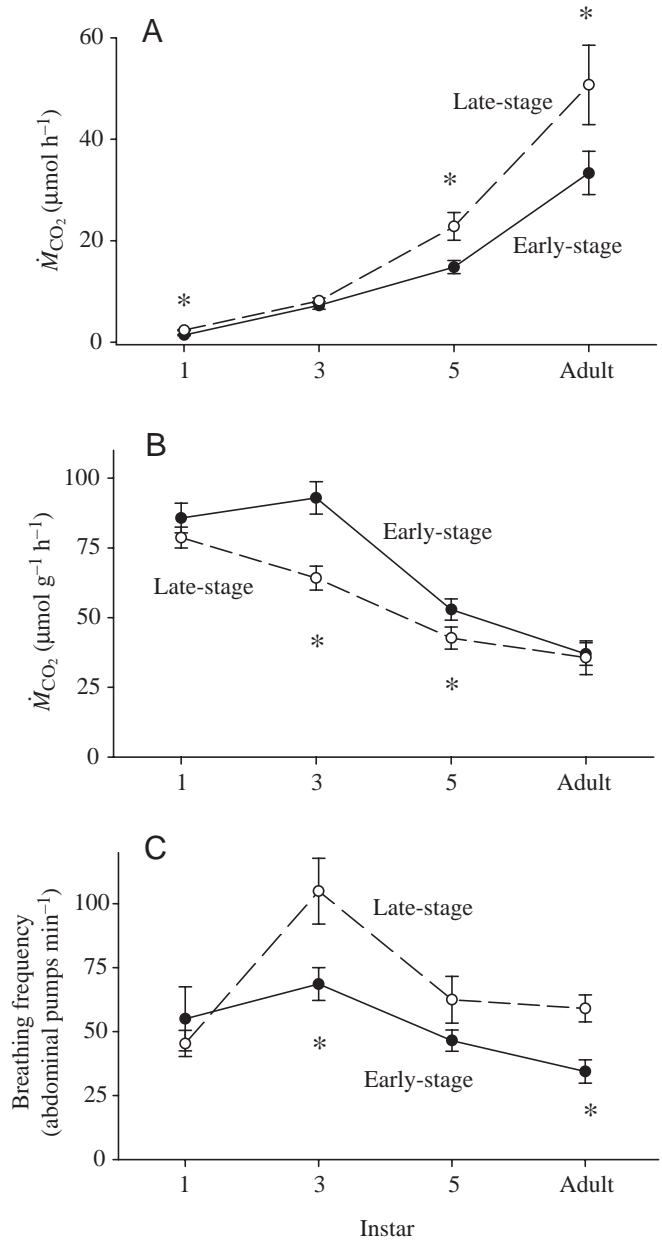 A
60
40
20
0
ṀCO₂ (μmol h⁻¹)
*
*
*
Late-stage
Early-stage
1 3 5 Adult
B
100
75
50
25
0
ṀCO₂ (μmol g⁻¹ h⁻¹)
Early-stage
Late-stage
*
*
1 3 5 Adult
C
100
75
50
25
0
Breathing frequency
(abdominal pumps min⁻¹)
Late-stage
Early-stage
*
*
1 3 5 Adult
Instar